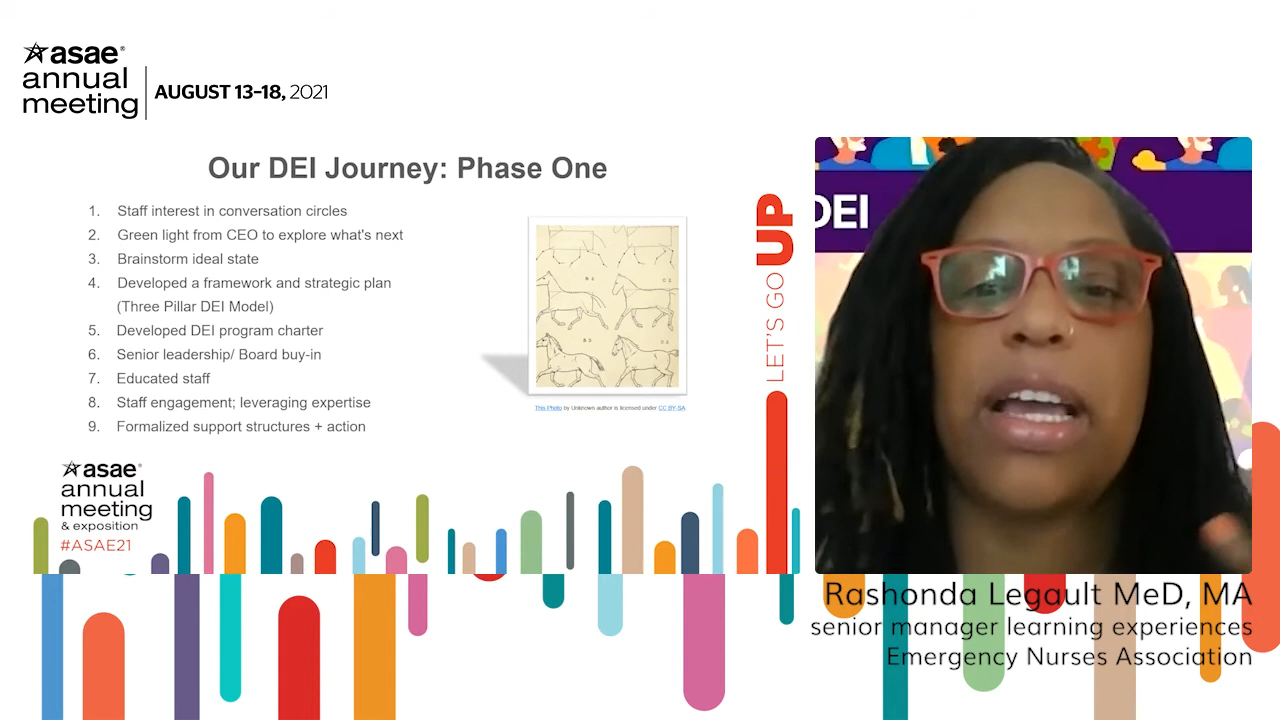 asae®
annual
meeting
AUGUST 13-18, 2021
Our DEI Journey: Phase One
1. Staff interest in conversation circles
2. Green light from CEO to explore what's next
3. Brainstorm ideal state
4. Developed a framework and strategic plan
(Three Pillar DEI Model)
5. Developed DEI program charter
6. Senior leadership/ Board buy-in
7. Educated staff
8. Staff engagement; leveraging expertise
9. Formalized support structures + action
This Photo by Unknown author is licensed under CC BY-SA.
LET'S GO UP
DEI
asae®
annual
meeting
& exposition
#ASAE21
Rashonda Legault MeD, MA
senior manager learning experiences
Emergency Nurses Association